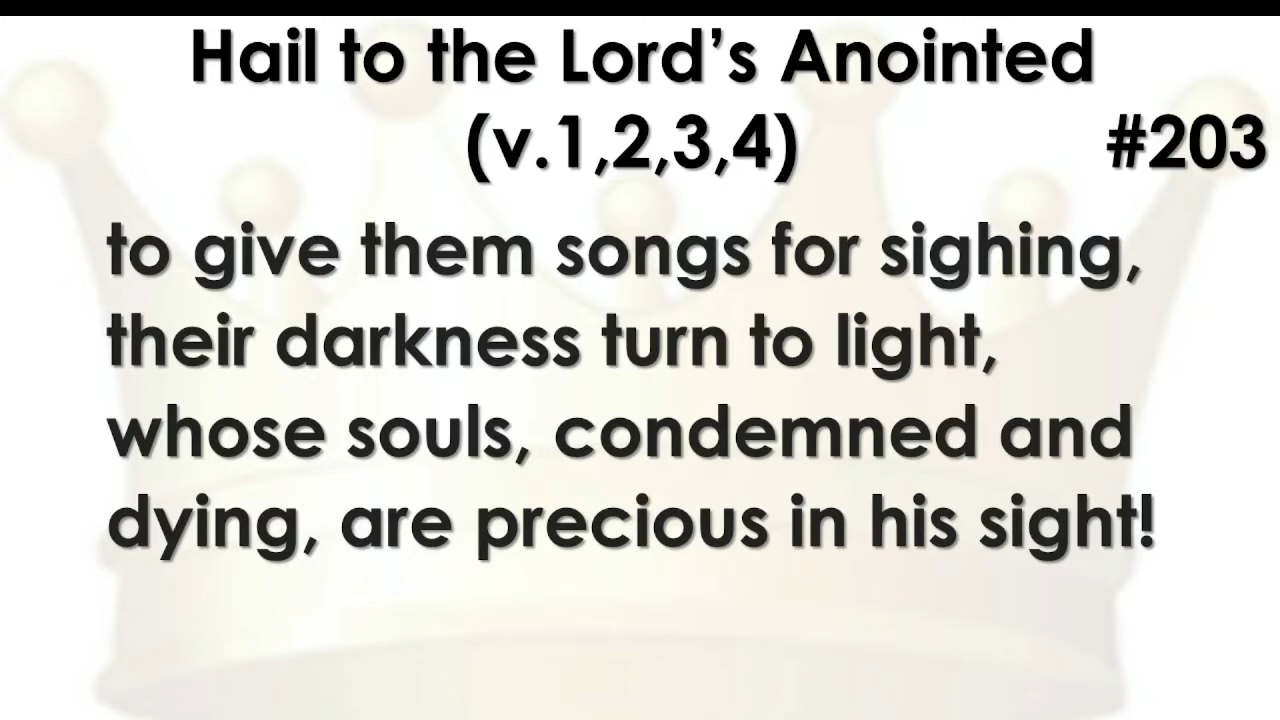 Hail to the Lord’s Anointed
(v.1,2,3,4) #203
to give them songs for sighing,
their darkness turn to light,
whose souls, condemned and
dying, are precious in his sight!